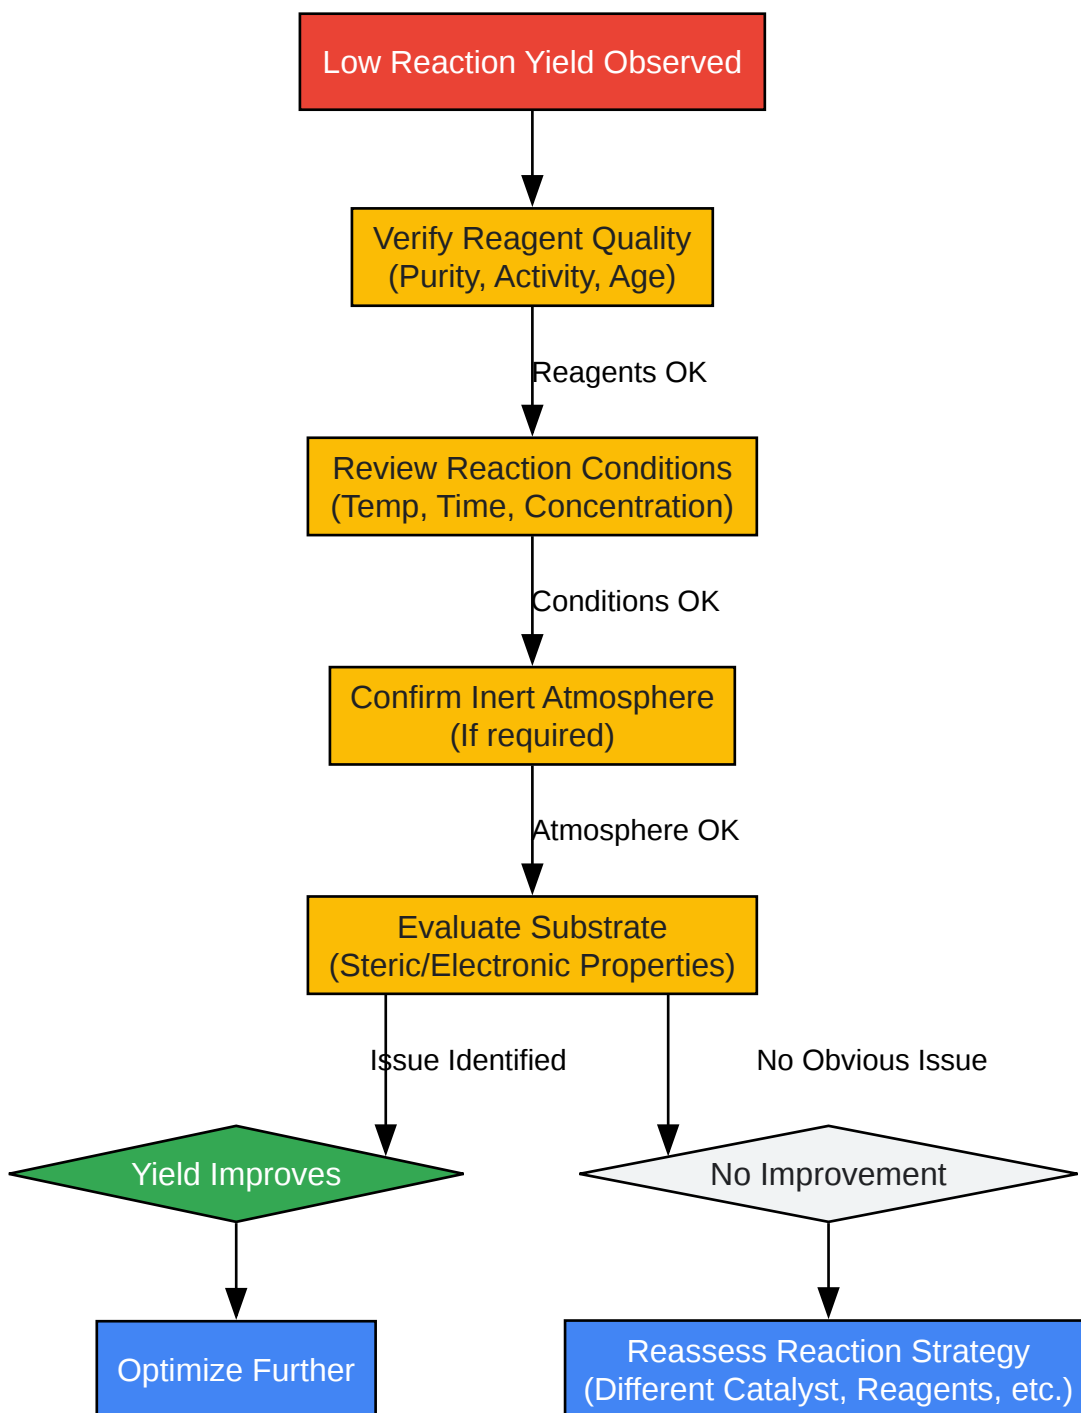 Low Reaction Yield Observed
Verify Reagent Quality
(Purity, Activity, Age)
Reagents OK
Review Reaction Conditions
(Temp, Time, Concentration)
Conditions OK
Confirm Inert Atmosphere
(If required)
Atmosphere OK
Evaluate Substrate
(Steric/Electronic Properties)
Issue Identified
No Obvious Issue
Yield Improves
No Improvement
Optimize Further
Reassess Reaction Strategy
(Different Catalyst, Reagents, etc.)